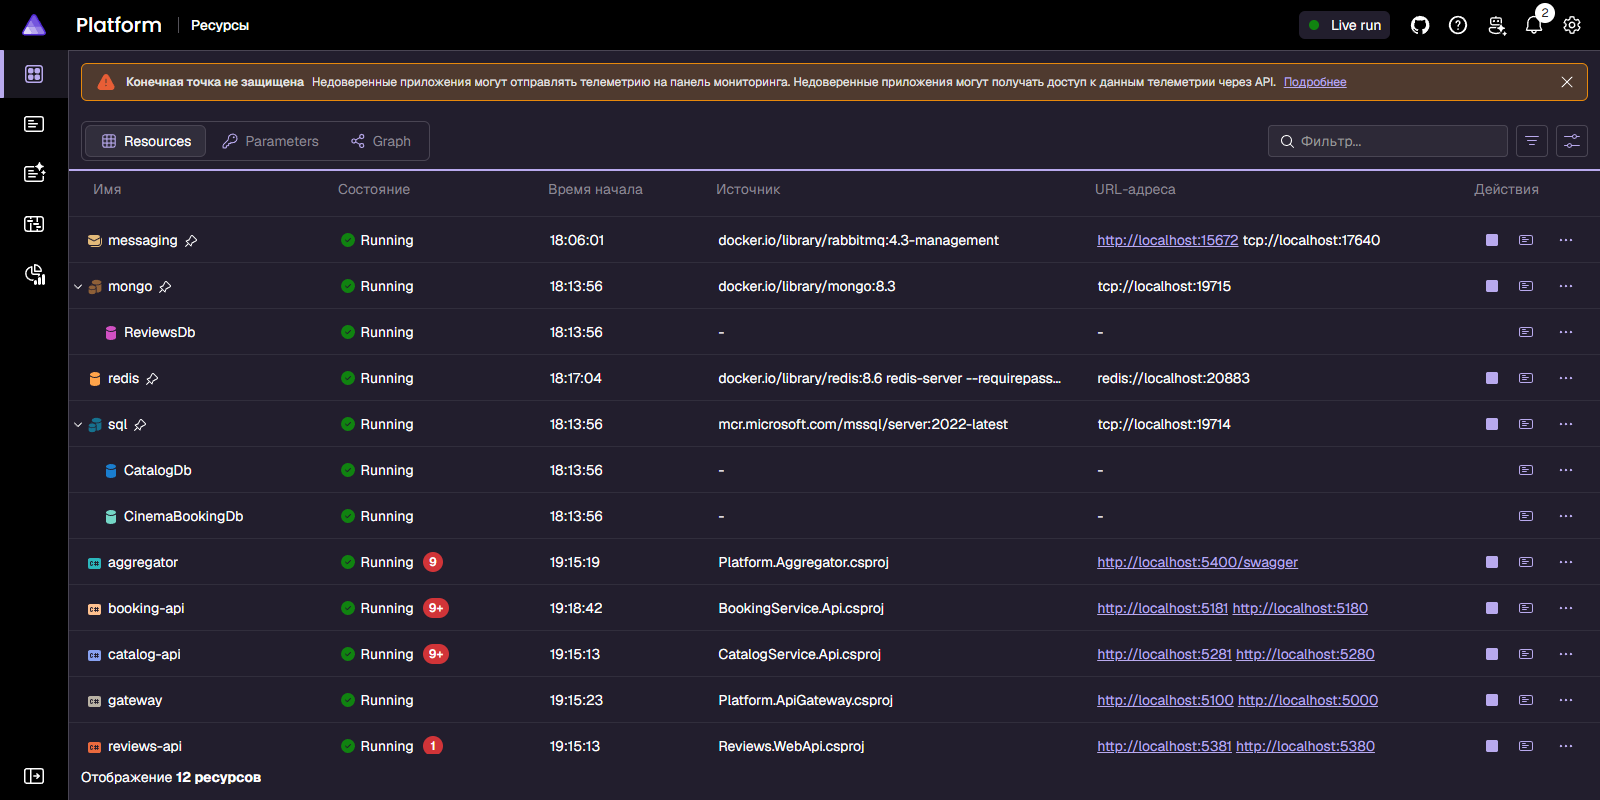 Platform Ресурсы Live run 2
Конечная точка не защищена Недоверенные приложения могут отправлять телеметрию на панель мониторинга. Недоверенные приложения могут получать доступ к данным телеметрии через API. Подробнее
Resources Parameters Graph Фильтр...
Имя Состояние Время начала Источник URL-адреса Действия
messaging Running 18:06:01 docker.io/library/rabbitmq:4.3-management http://localhost:15672 tcp://localhost:17640
mongo Running 18:13:56 docker.io/library/mongo:8.3 tcp://localhost:19715
ReviewsDb Running 18:13:56 - -
redis Running 18:17:04 docker.io/library/redis:8.6 redis-server --requirepass... redis://localhost:20883
sql Running 18:13:56 mcr.microsoft.com/mssql/server:2022-latest tcp://localhost:19714
CatalogDb Running 18:13:56 - -
CinemaBookingDb Running 18:13:56 - -
C# aggregator Running 9 19:15:19 Platform.Aggregator.csproj http://localhost:5400/swagger
C# booking-api Running 9+ 19:18:42 BookingService.Api.csproj http://localhost:5181 http://localhost:5180
C# catalog-api Running 9+ 19:15:13 CatalogService.Api.csproj http://localhost:5281 http://localhost:5280
C# gateway Running 19:15:23 Platform.ApiGateway.csproj http://localhost:5100 http://localhost:5000
C# reviews-api Running 1 19:15:13 Reviews.WebApi.csproj http://localhost:5381 http://localhost:5380
Отображение 12 ресурсов